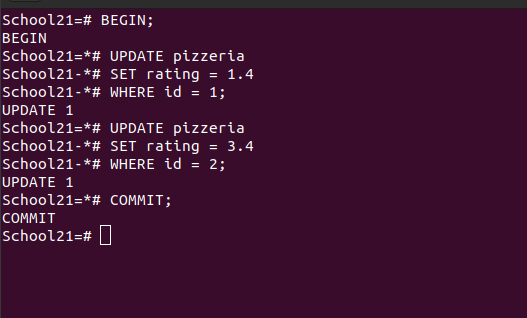 School21=# BEGIN;
BEGIN
School21=*# UPDATE pizzeria
School21-*# SET rating = 1.4
School21-*# WHERE id = 1;
UPDATE 1
School21=*# UPDATE pizzeria
School21-*# SET rating = 3.4
School21-*# WHERE id = 2;
UPDATE 1
School21=*# COMMIT;
COMMIT
School21=#